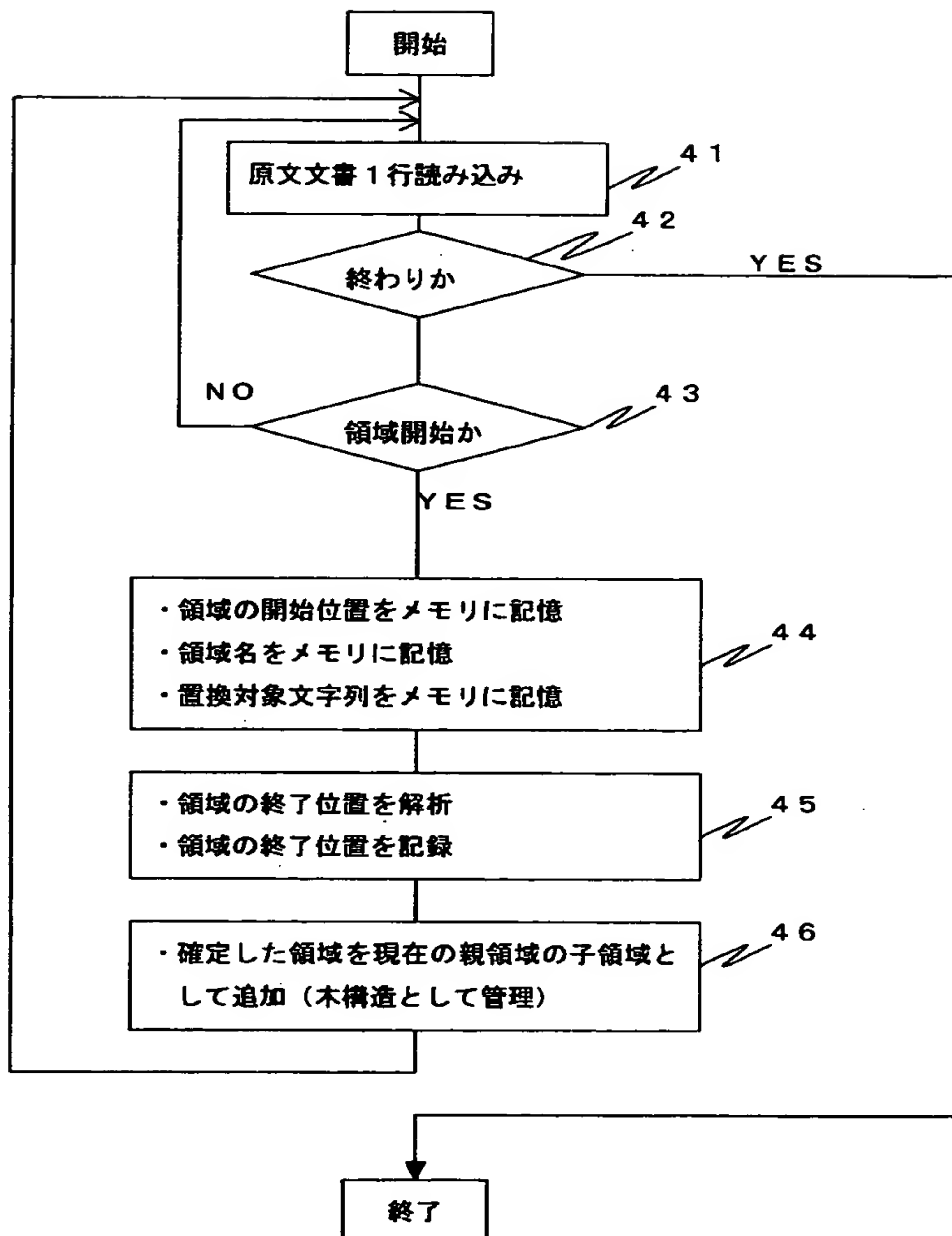 開始
原文文書１行読み込み
４１
４２
終わりか
ＹＥＳ
ＮＯ
４３
領域開始か
ＹＥＳ
・領域の開始位置をメモリに記憶
・領域名をメモリに記憶
・置換対象文字列をメモリに記憶
４４
・領域の終了位置を解析
・領域の終了位置を記録
４５
・確定した領域を現在の親領域の子領域と
して追加（木構造として管理）
４６
終了